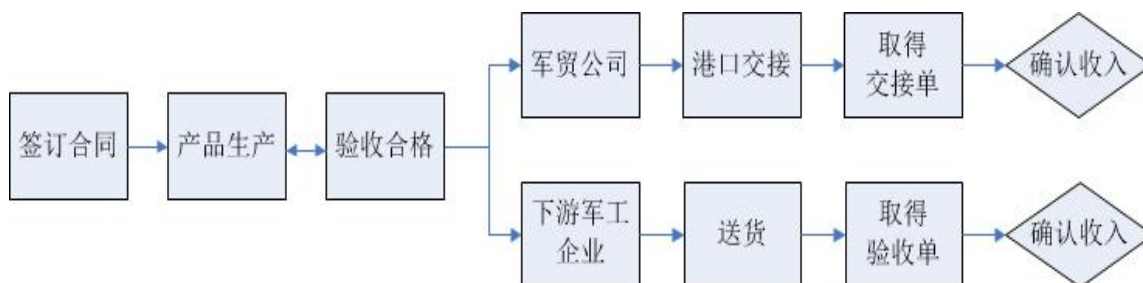 签订合同
产品生产
验收合格
军贸公司
港口交接
取得
交接单
确认收入
下游军工
企业
送货
取得
验收单
确认收入